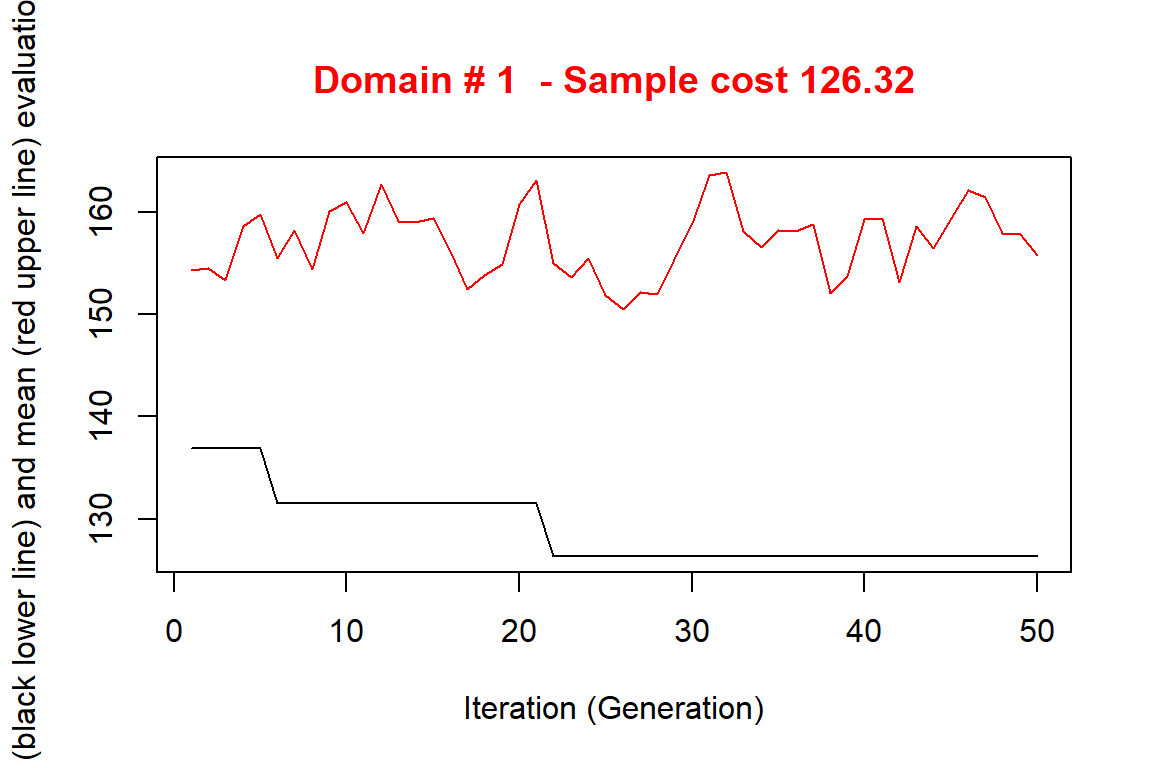 Domain # 1  - Sample cost 126.32
(black lower line) and mean (red upper line)
160
150
140
130
0 10 20 30 40 50
Iteration (Generation)